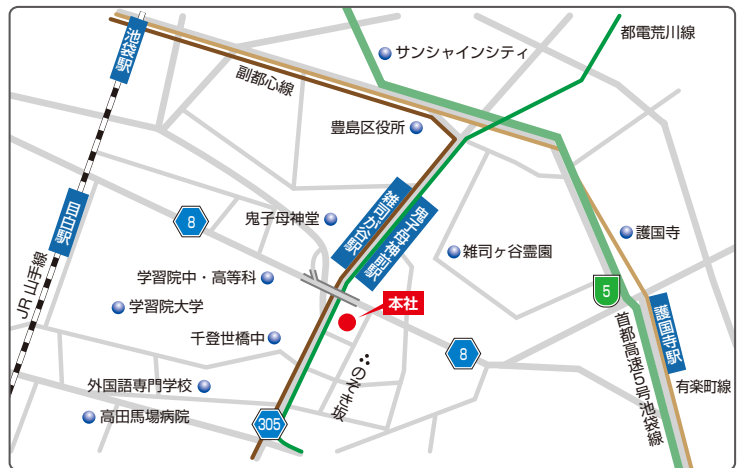 都電荒川線
池袋駅
サンシャインシティ
副都心線
豊島区役所
雑司が谷駅
鬼子母神前駅
目白駅
8
鬼子母神堂
護国寺
雑司ヶ谷霊園
学習院中・高等科
JR山手線
5
学習院大学
本社
護国寺駅
千登世橋中
8
首都高速5号池袋線
のぞき坂
外国語専門学校
有楽町線
高田馬場病院
305